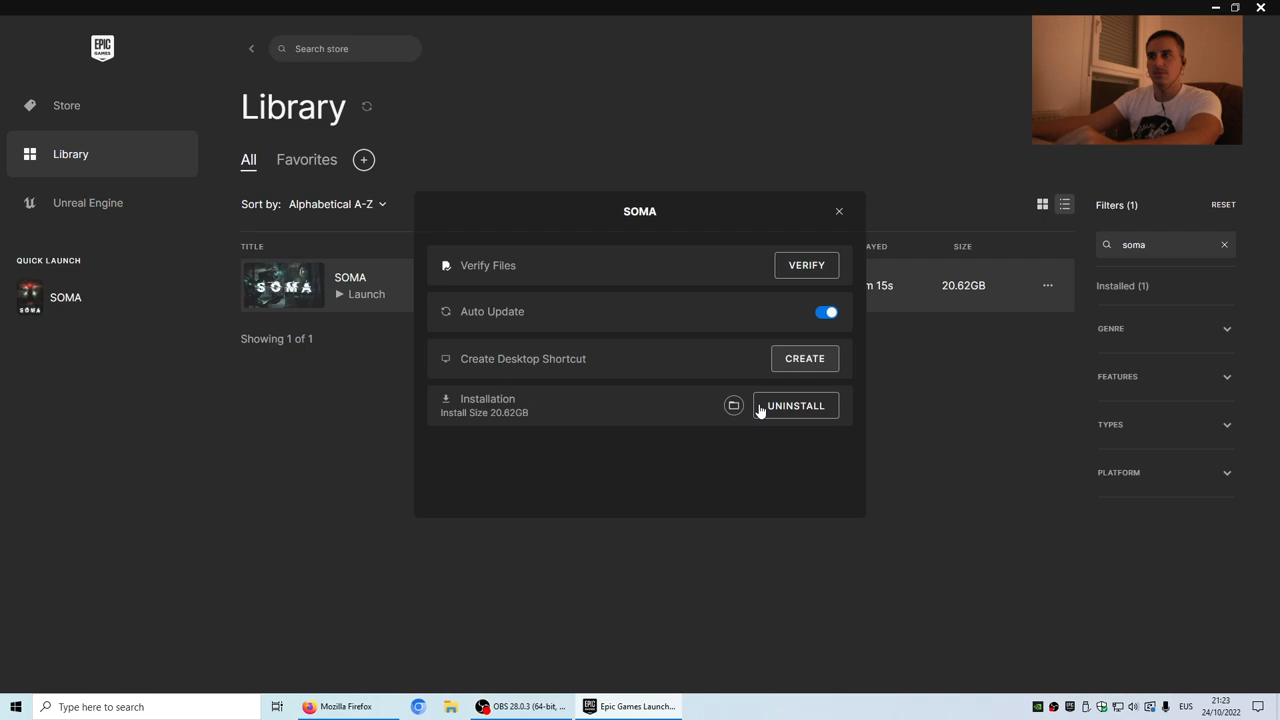 EPIC
GAMES
Search store
Store
Library
Library
All Favorites +
Unreal Engine
Sort by: Alphabetical A-Z
SOMA
Filters (1)
RESET
TITLE
AYED
SIZE
soma
QUICK LAUNCH
SOMA
SOMA
SOMA
Launch
m 15s
20.62GB
SOMA
Showing 1 of 1
Verify Files
VERIFY
Auto Update
Create Desktop Shortcut
CREATE
Installation
Install Size 20.62GB
UNINSTALL
Installed (1)
GENRE
FEATURES
TYPES
PLATFORM
Type here to search
Mozilla Firefox
OBS 28.0.3 (64-bit, ...
Epic Games Launch...
ΕΥΣ
21:23
24/10/2022